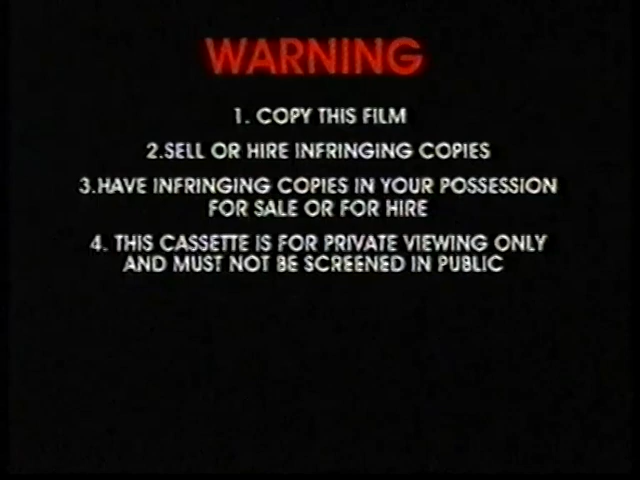 WARNING
1. COPY THIS FILM
2.SELL OR HIRE INFRINGING COPIES
3.HAVE INFRINGING COPIES IN YOUR POSSESSION
FOR SALE OR FOR HIRE
4. THIS CASSETTE IS FOR PRIVATE VIEWING ONLY
AND MUST NOT BE SCREENED IN PUBLIC